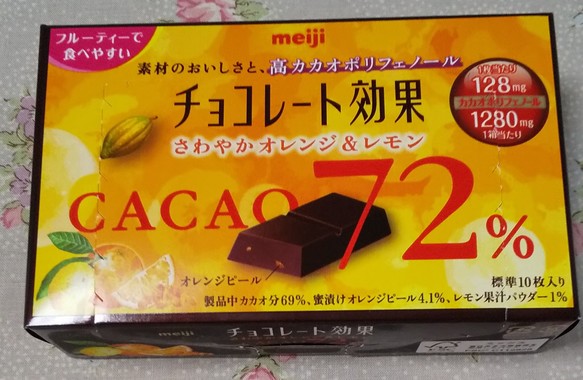 フルーティーで
食べやすい
meiji
素材のおいしさと、高カカオポリフェノール
チョコレート効果
さわやかオレンジ&レモン
1枚当たり
128mg
カカオポリフェノール
1280mg
1箱当たり
CACAO 72%
オレンジピール
標準10枚入り
製品中カカオ分69%、蜜漬けオレンジピール4.1%、レモン果汁パウダー1%
meiji
チョコレート効果